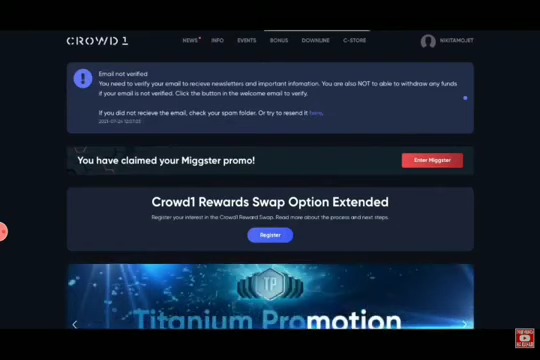 CROWD1
NEWS INFO EVENTS BONUS DOWNLINE C-STORE NIKITAMOJET
Email not verified
You need to verify your email to recieve newsletters and important information. You are also NOT able to withdraw any funds
if your email is not verified. Click the button in the welcome email to verify.
If you did not recieve the email, check your spam folder. Or try to resend it here.
You have claimed your Miggster promo!
Enter Miggster
Crowd1 Rewards Swap Option Extended
Register your interest in the Crowd1 Reward Swap. Read more about the process and next steps.
Register
TP
Titanium Promotion